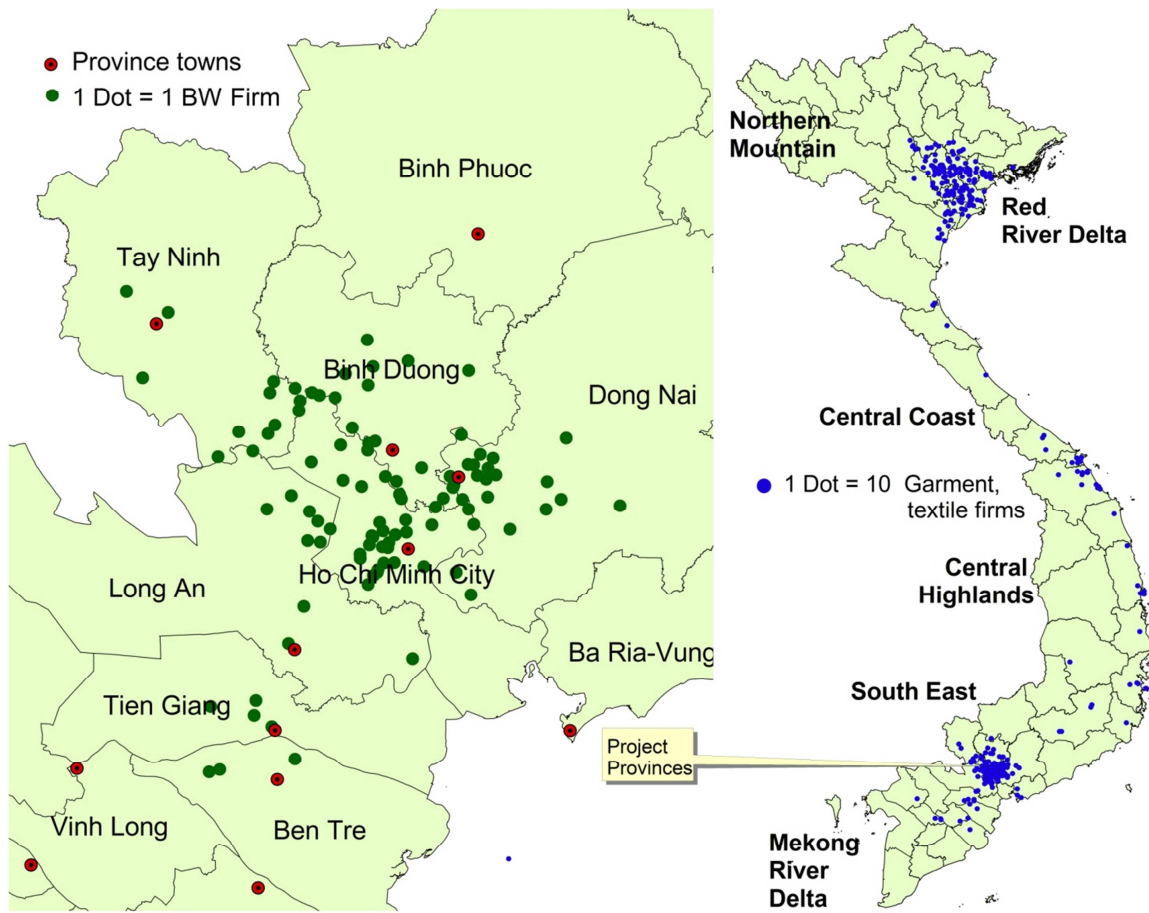 Province towns
1 Dot = 1 BW Firm
Binh Phuoc
Tay Ninh
Binh Duong
Dong Nai
Ho Chi Minh City
Long An
Ba Ria-Vung
Tien Giang
Vinh Long
Ben Tre
Northern
Mountain
Red
River Delta
Central Coast
1 Dot = 10 Garment,
textile firms
Central
Highlands
South East
Project
Provinces
Mekong
River
Delta